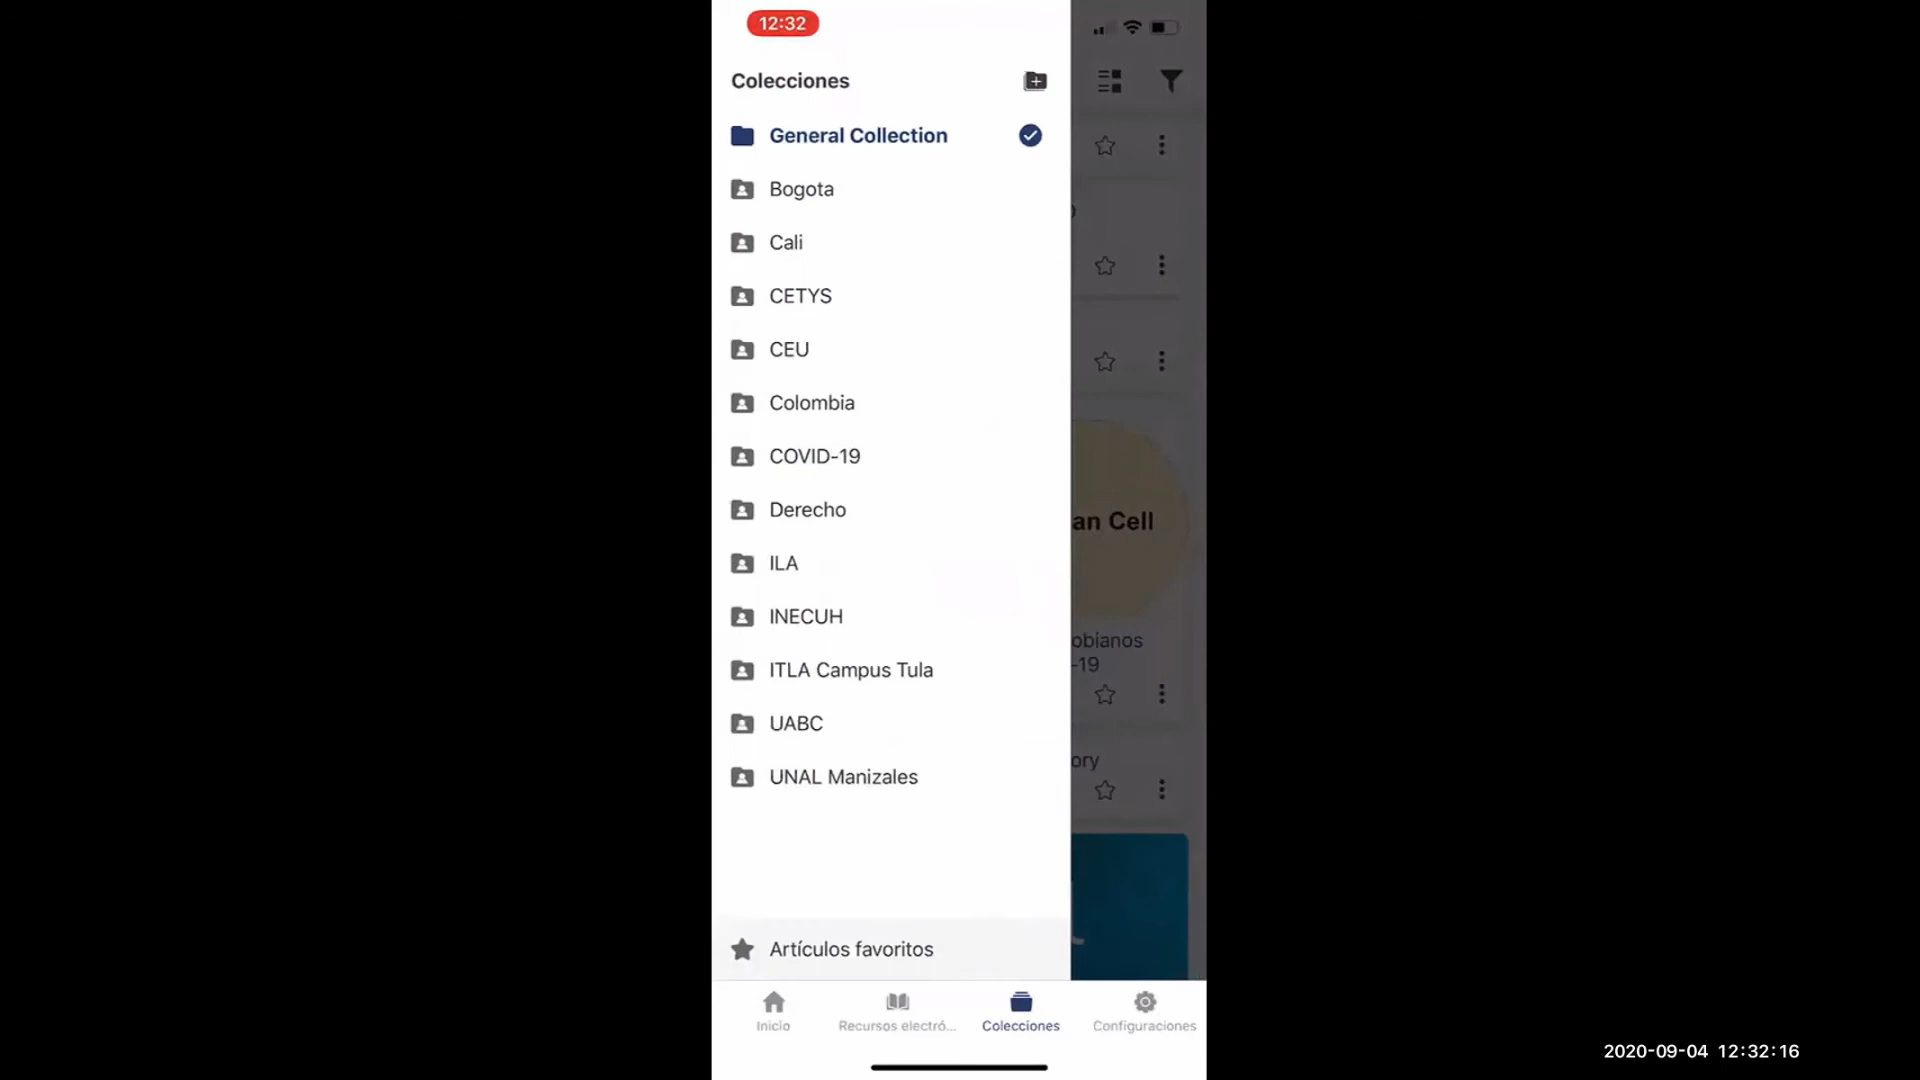 12:32
Colecciones
General Collection
Bogota
Cali
CETYS
CEU
Colombia
COVID-19
Derecho
ILA
INECUH
ITLA Campus Tula
UABC
UNAL Manizales
Artículos favoritos
an Cell
obianos
-19
ory
Inicio
Recursos electró...
Colecciones
Configuraciones
2020-09-04 12:32:16